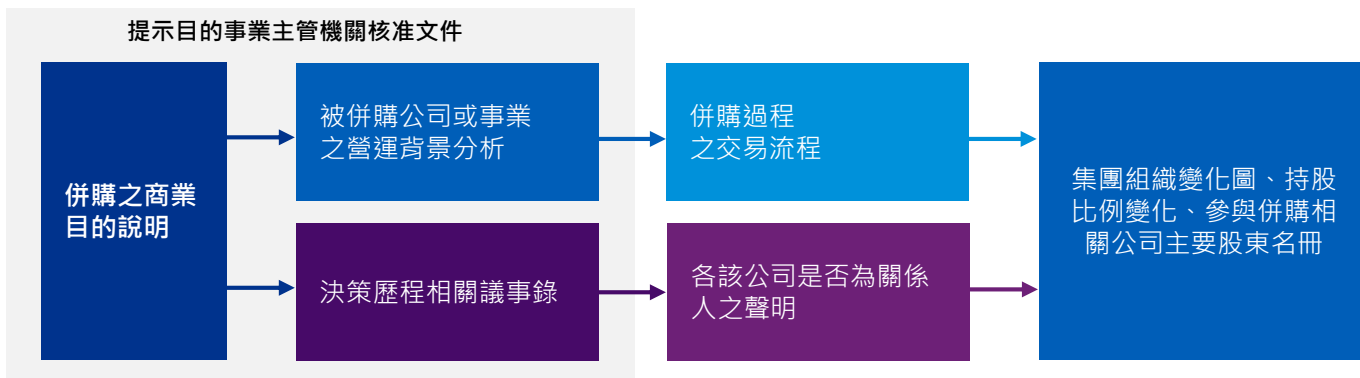 提示目的事業主管機關核准文件
併購之商業
目的說明
被併購公司或事業
之營運背景分析
併購過程
之交易流程
決策歷程相關議事錄
各該公司是否為關係
人之聲明
集團組織變化圖、持股
比例變化、參與併購相
關公司主要股東名冊